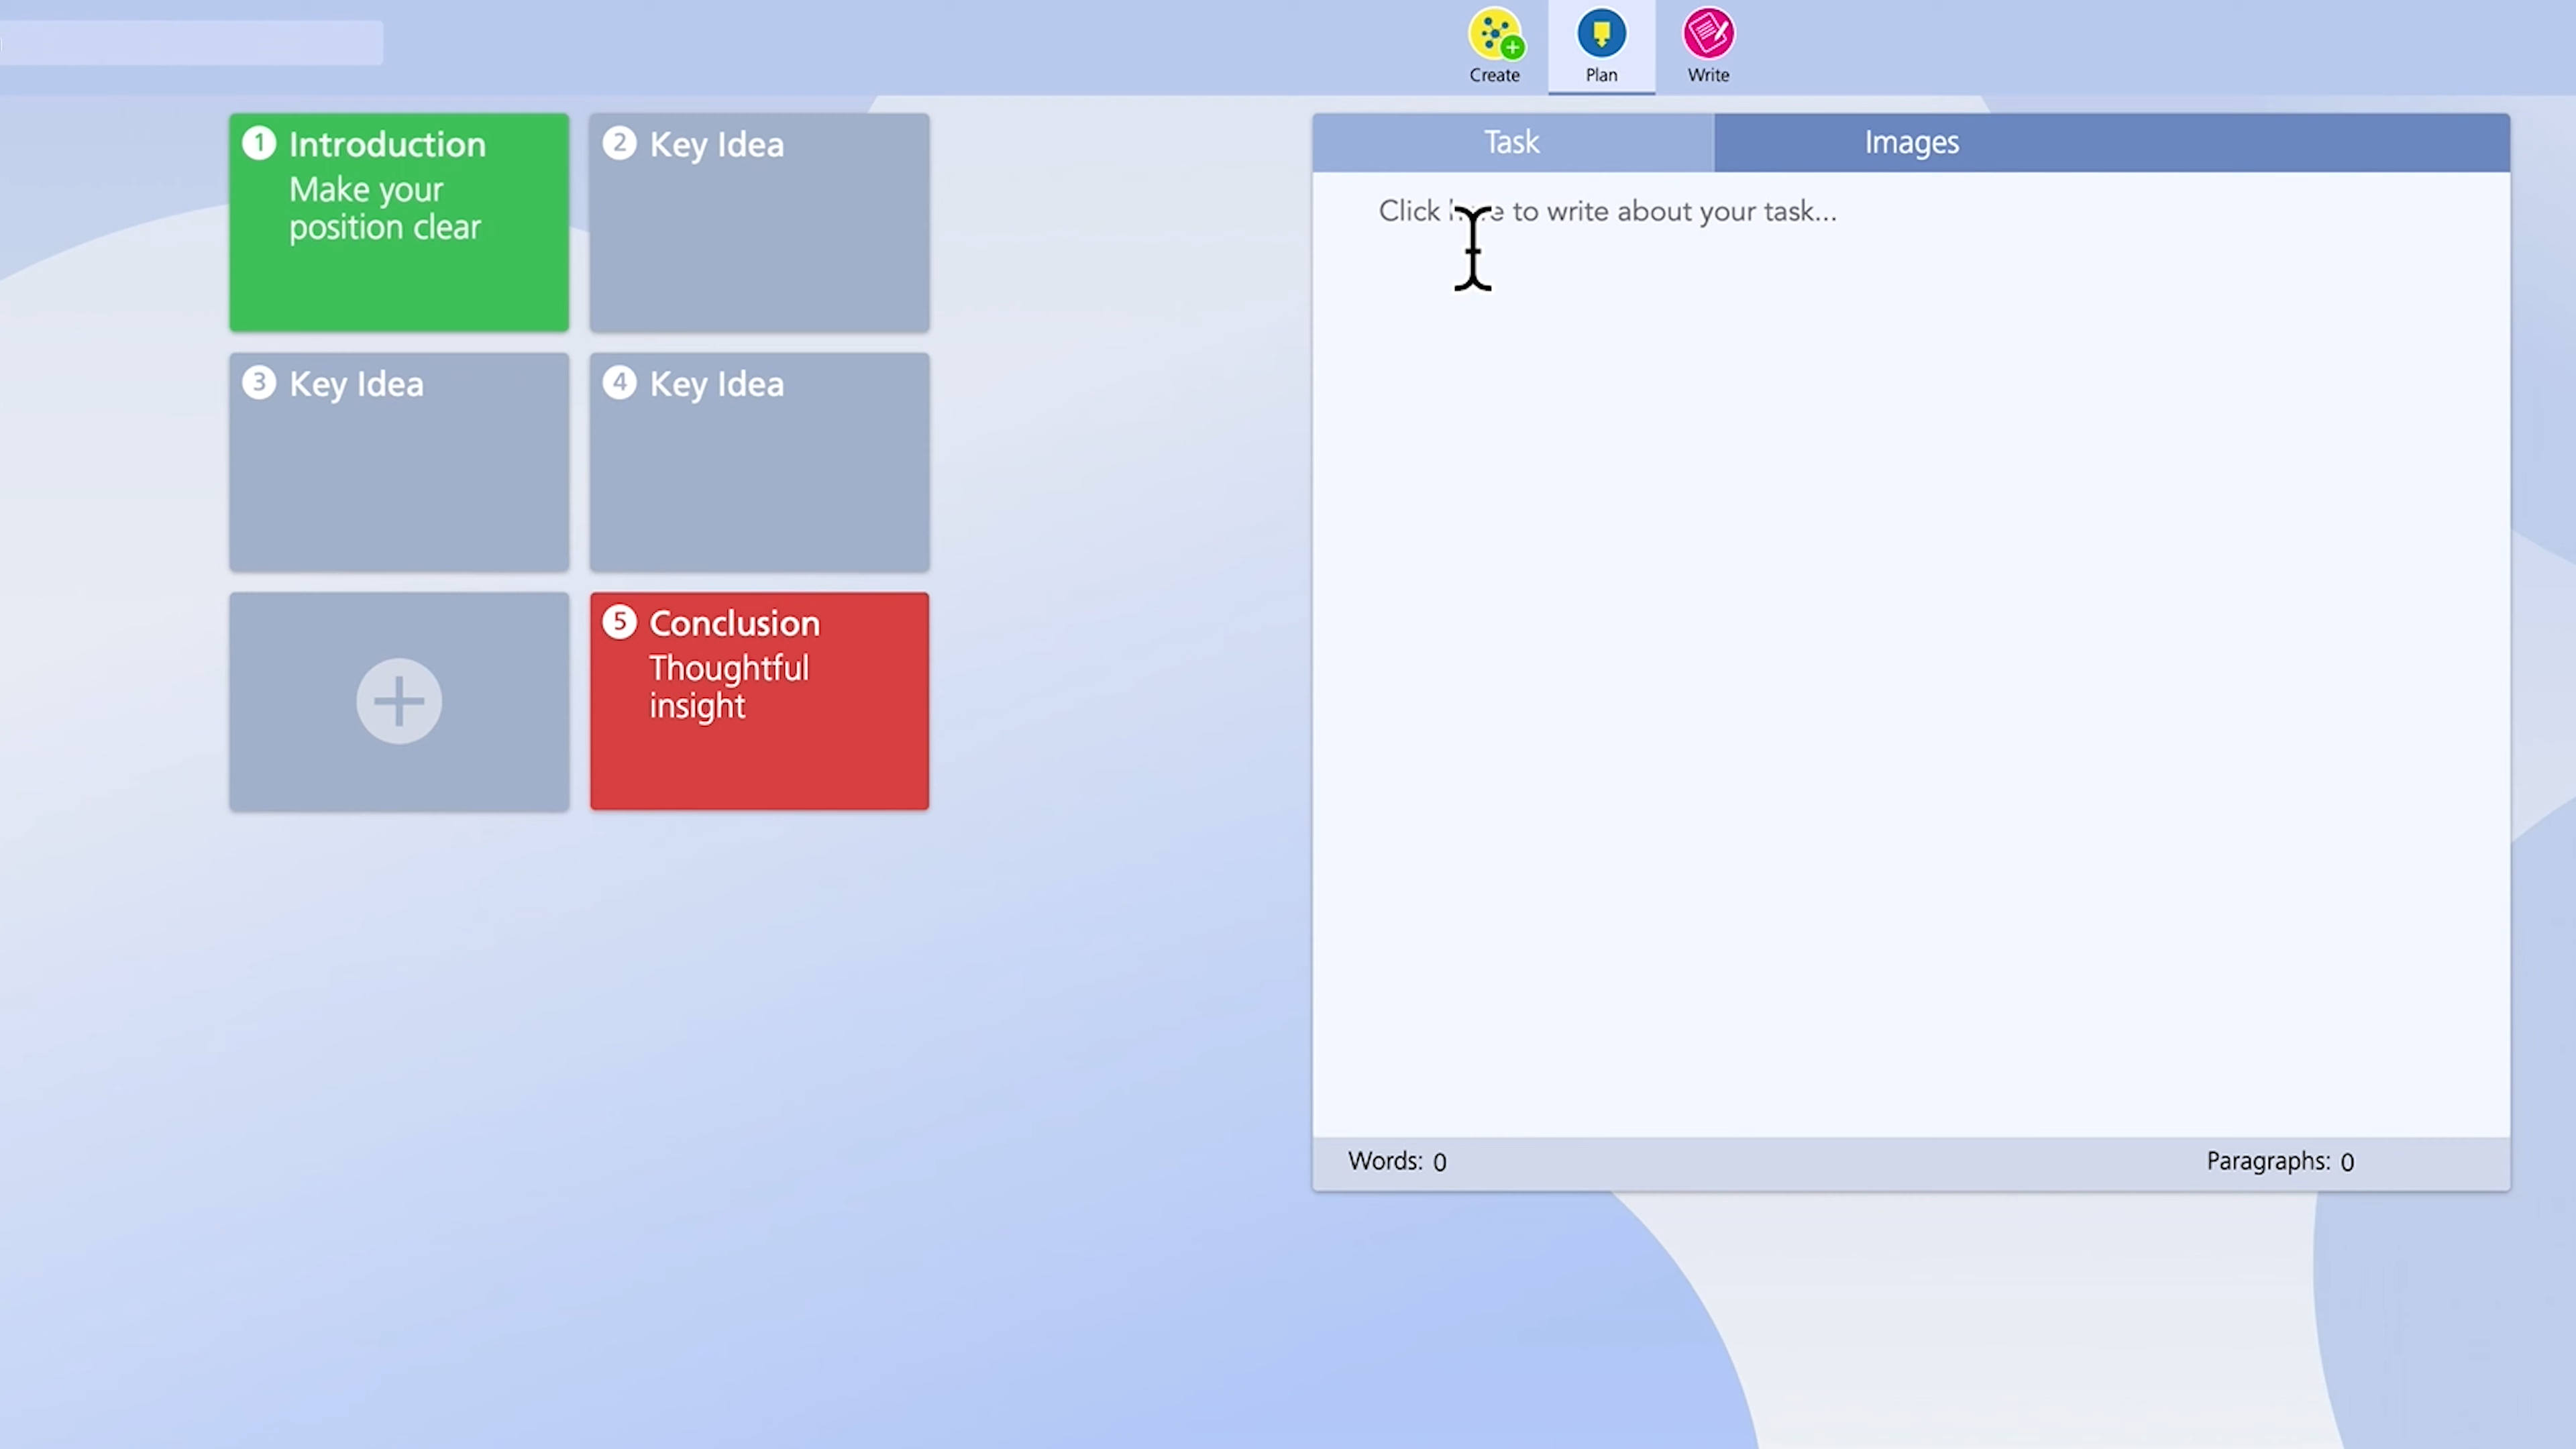 Create
Plan
Write
1 Introduction
Make your
position clear
2 Key Idea
3 Key Idea
4 Key Idea
5 Conclusion
Thoughtful
insight
Task
Images
Click here to write about your task...
Words: 0
Paragraphs: 0